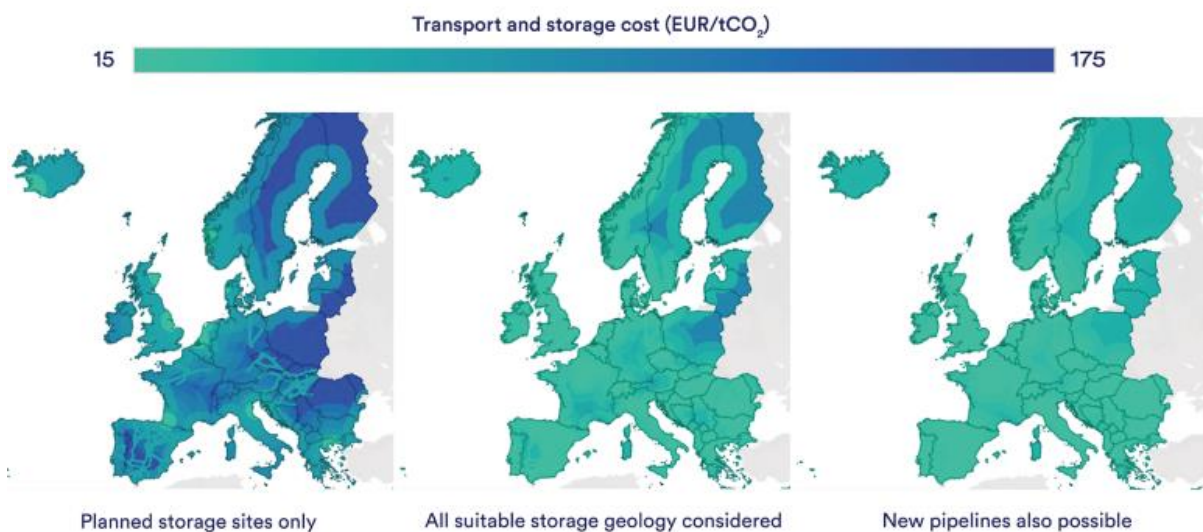 Transport and storage cost (EUR/tCO₂)
15
175
Planned storage sites only
All suitable storage geology considered
New pipelines also possible